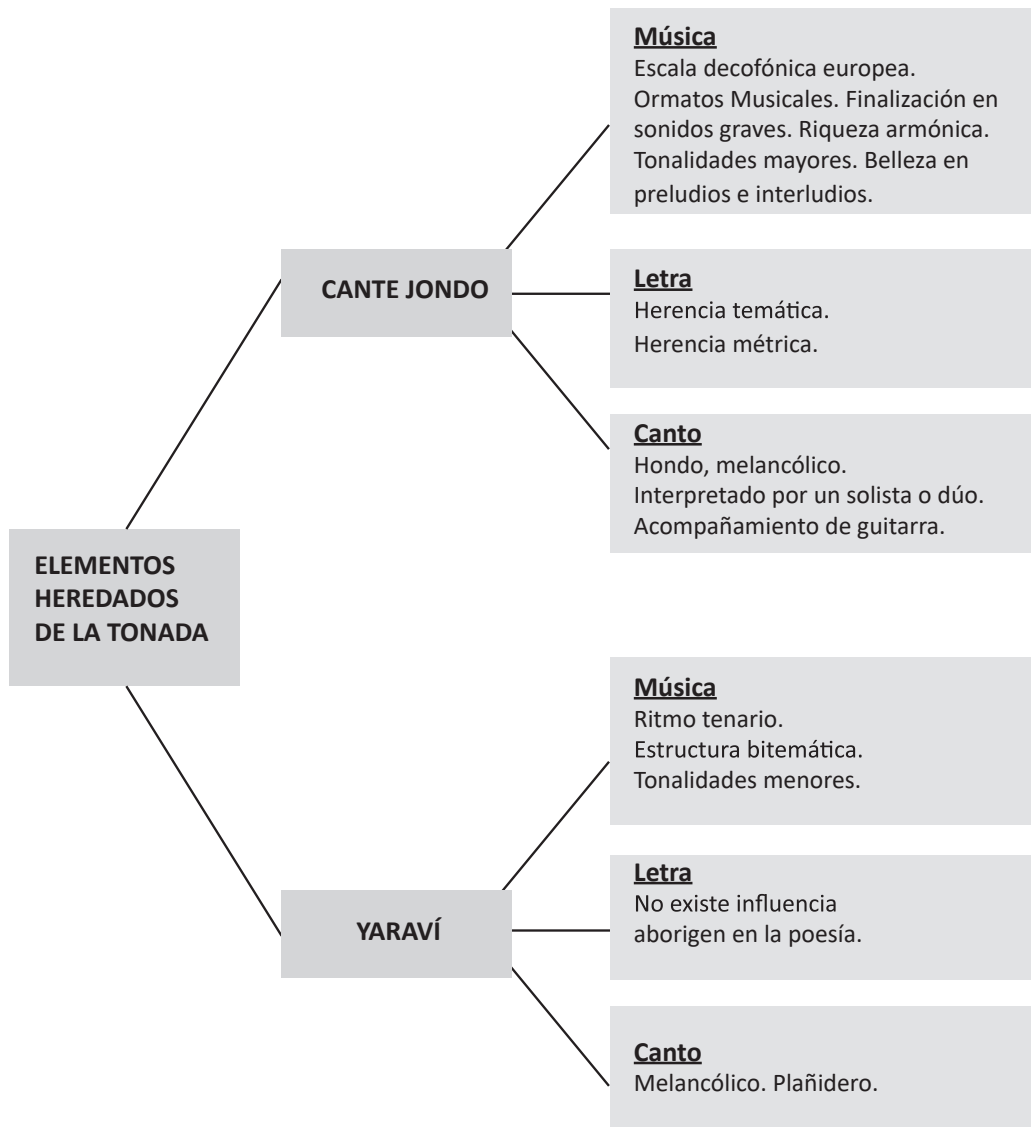 Música
Escala decofónica europea.
Ormatos Musicales. Finalización en
sonidos graves. Riqueza armónica.
Tonalidades mayores. Belleza en
preludios e interludios.
CANTE JONDO
Letra
Herencia temática.
Herencia métrica.
Canto
Hondo, melancólico.
Interpretado por un solista o dúo.
Acompañamiento de guitarra.
ELEMENTOS
HEREDADOS
DE LA TONADA
Música
Ritmo tenario.
Estructura bitemática.
Tonalidades menores.
YARAVÍ
Letra
No existe influencia
aborigen en la poesía.
Canto
Melancólico. Plañidero.